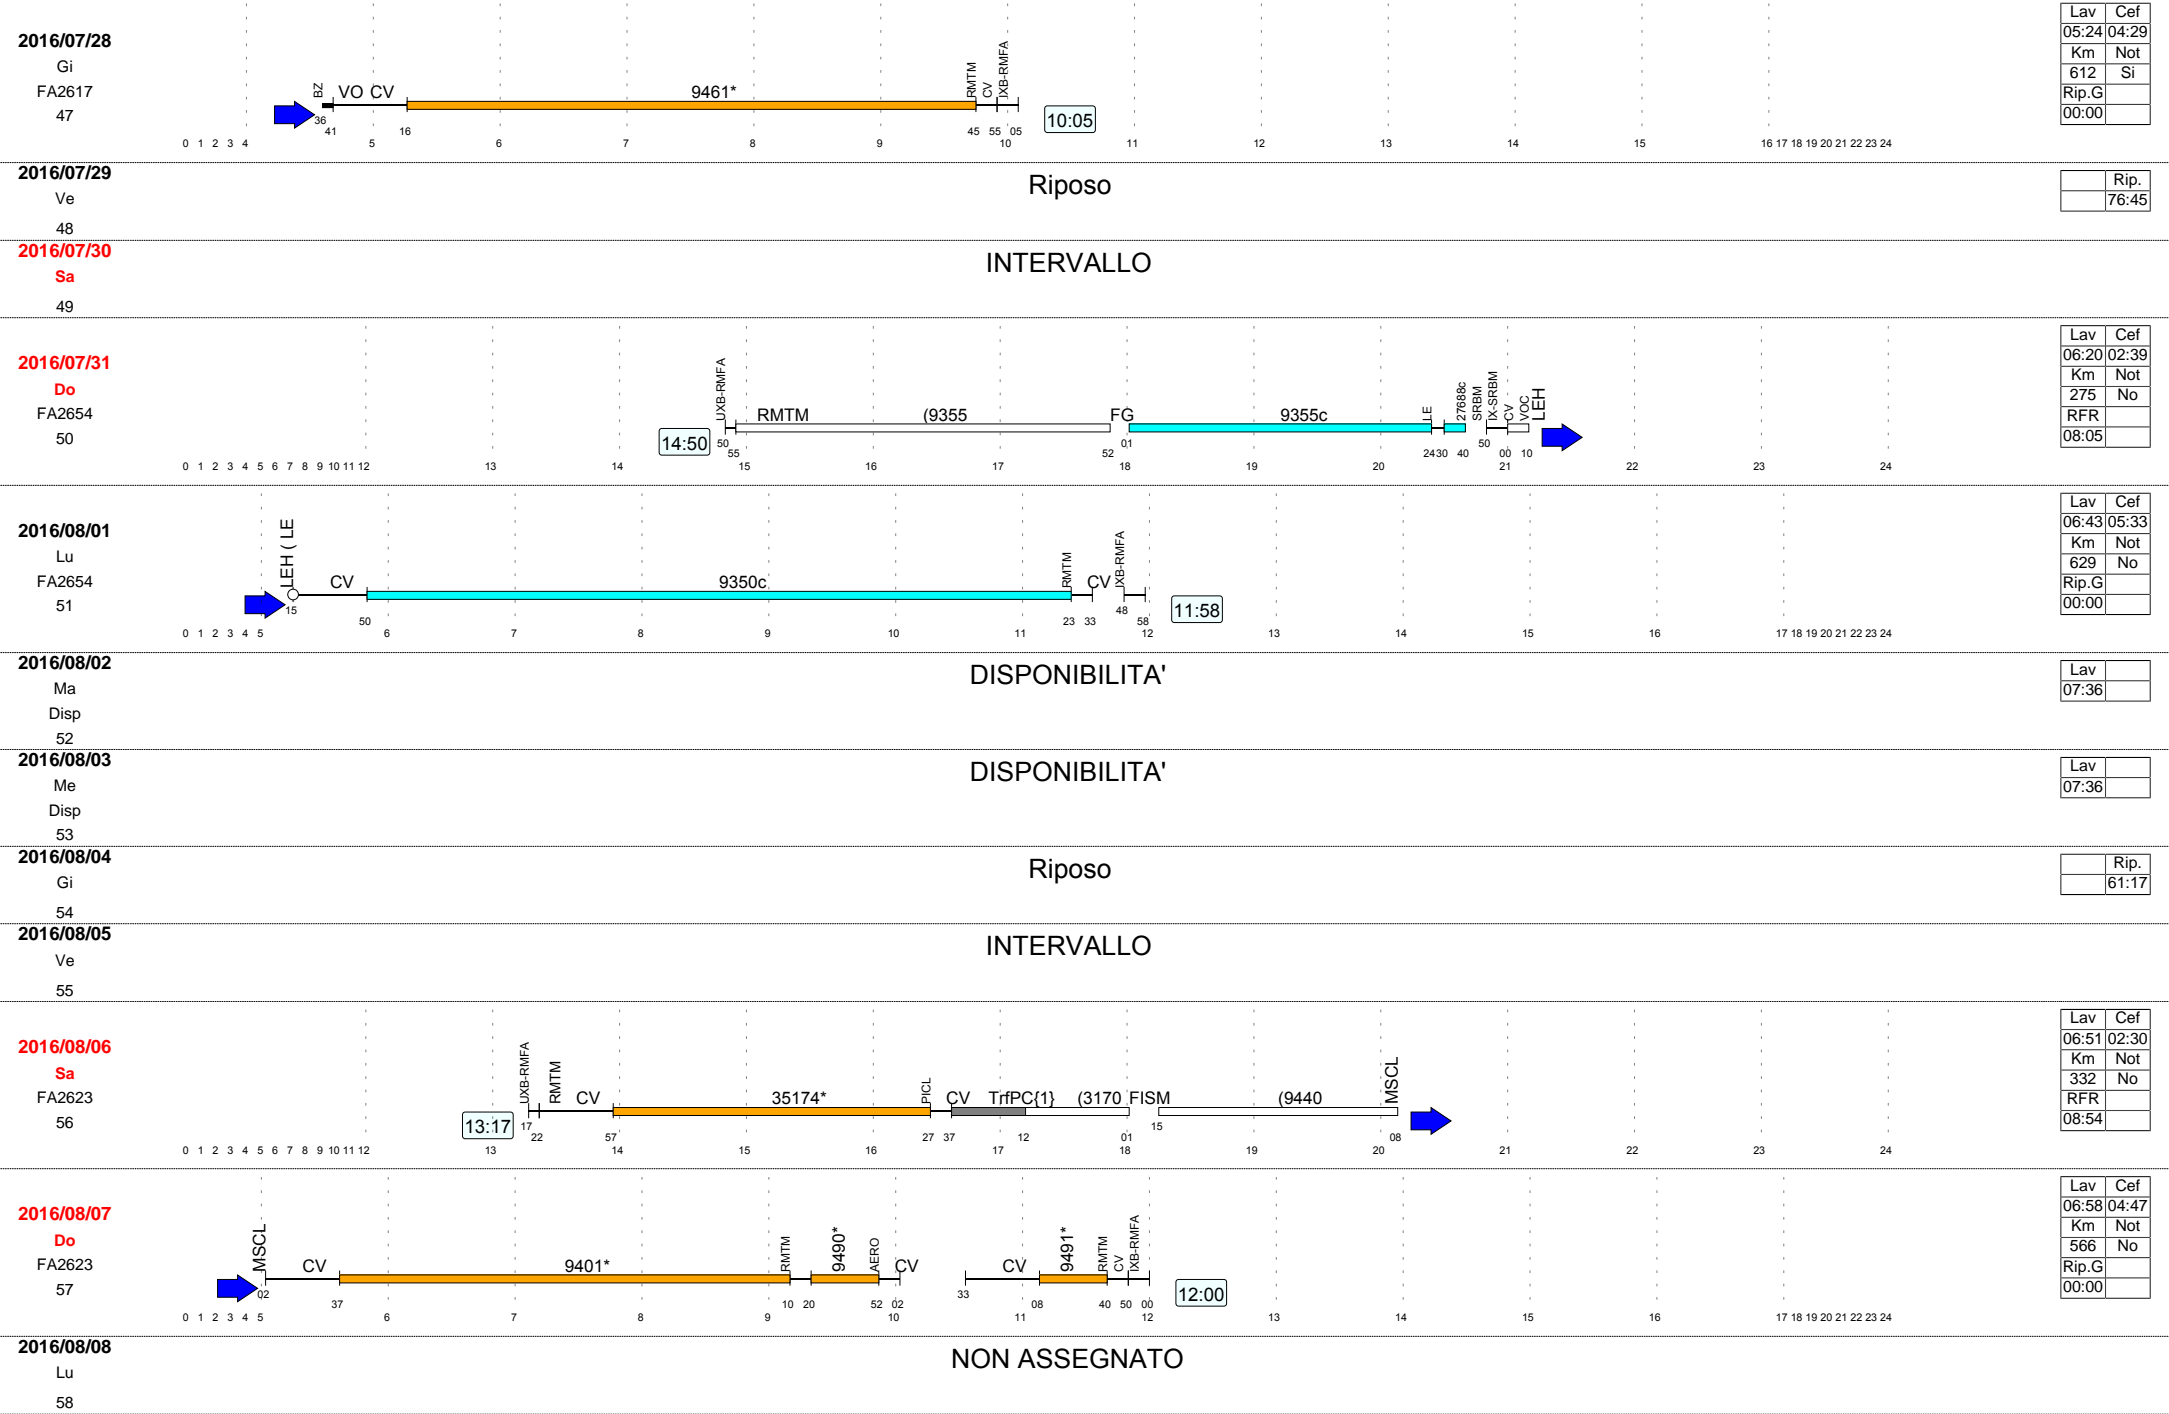 2016/07/28
Gi
FA2617
47
BZ VO CV 9461* RMTM CV IXB-RMFA
36 41 16 45 55 05
10:05
0 1 2 3 4 5 6 7 8 9 10 11 12 13 14 15 16 17 18 19 20 21 22 23 24
Lav Cef
05:24 04:29
Km Not
612 Si
Rip.G
00:00
2016/07/29
Ve
48
Riposo
Rip.
76:45
2016/07/30
Sa
49
INTERVALLO
2016/07/31
Do
FA2654
50
14:50
UXB-RMFA RMTM (9355 FG 9355c LE 27688c SRBM IX-SRBM CV VOC LEH
50 55 52 01 24 30 40 50 00 10
0 1 2 3 4 5 6 7 8 9 10 11 12 13 14 15 16 17 18 19 20 21 22 23 24
Lav Cef
06:20 02:39
Km Not
275 No
RFR
08:05
2016/08/01
Lu
FA2654
51
LEH ( LE CV 9350c RMTM CV IXB-RMFA
15 50 23 33 48 58
11:58
0 1 2 3 4 5 6 7 8 9 10 11 12 13 14 15 16 17 18 19 20 21 22 23 24
Lav Cef
06:43 05:33
Km Not
629 No
Rip.G
00:00
2016/08/02
Ma
Disp
52
DISPONIBILITA'
Lav
07:36
2016/08/03
Me
Disp
53
DISPONIBILITA'
Lav
07:36
2016/08/04
Gi
54
Riposo
Rip.
61:17
2016/08/05
Ve
55
INTERVALLO
2016/08/06
Sa
FA2623
56
13:17
UXB-RMFA RMTM CV 35174* PICL CV TrfPC{1} (3170 FISM (9440 MSCL
17 22 57 27 37 12 01 15 08
0 1 2 3 4 5 6 7 8 9 10 11 12 13 14 15 16 17 18 19 20 21 22 23 24
Lav Cef
06:51 02:30
Km Not
332 No
RFR
08:54
2016/08/07
Do
FA2623
57
MSCL CV 9401* RMTM 9490* AERO CV CV 9491* RMTM CV IXB-RMFA
02 37 10 20 52 02 33 08 40 50 00
12:00
0 1 2 3 4 5 6 7 8 9 10 11 12 13 14 15 16 17 18 19 20 21 22 23 24
Lav Cef
06:58 04:47
Km Not
566 No
Rip.G
00:00
2016/08/08
Lu
58
NON ASSEGNATO